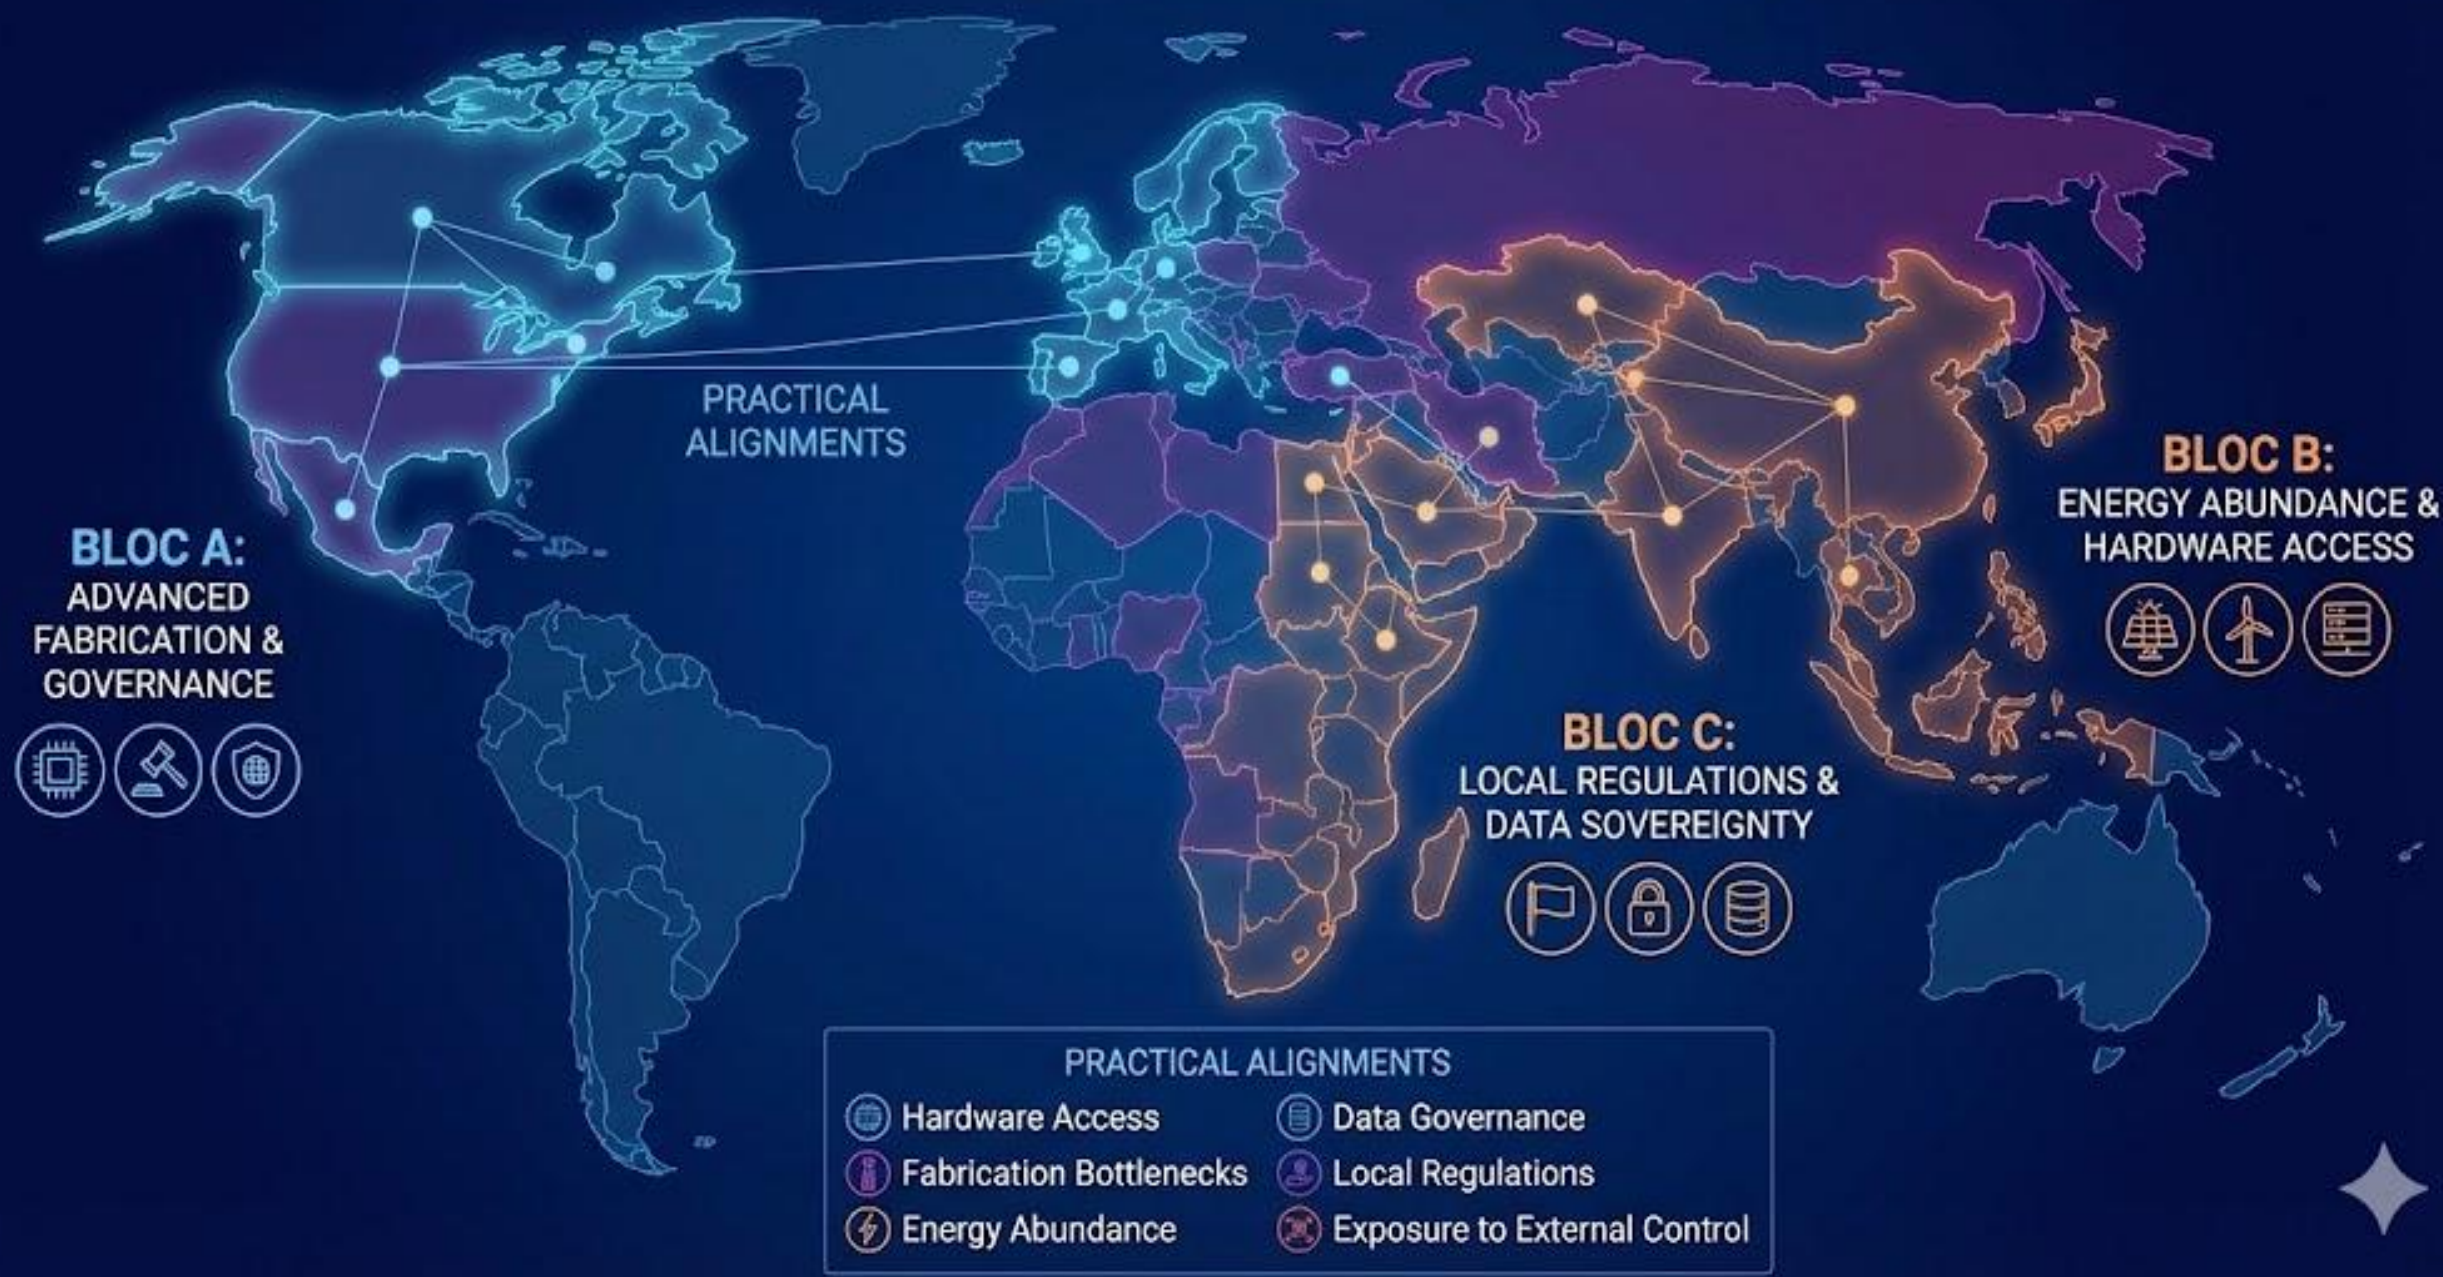 PRACTICAL
ALIGNMENTS
BLOC A:
ADVANCED
FABRICATION &
GOVERNANCE
BLOC B:
ENERGY ABUNDANCE &
HARDWARE ACCESS
BLOC C:
LOCAL REGULATIONS &
DATA SOVEREIGNTY
PRACTICAL ALIGNMENTS
Hardware Access
Data Governance
Fabrication Bottlenecks
Local Regulations
Energy Abundance
Exposure to External Control